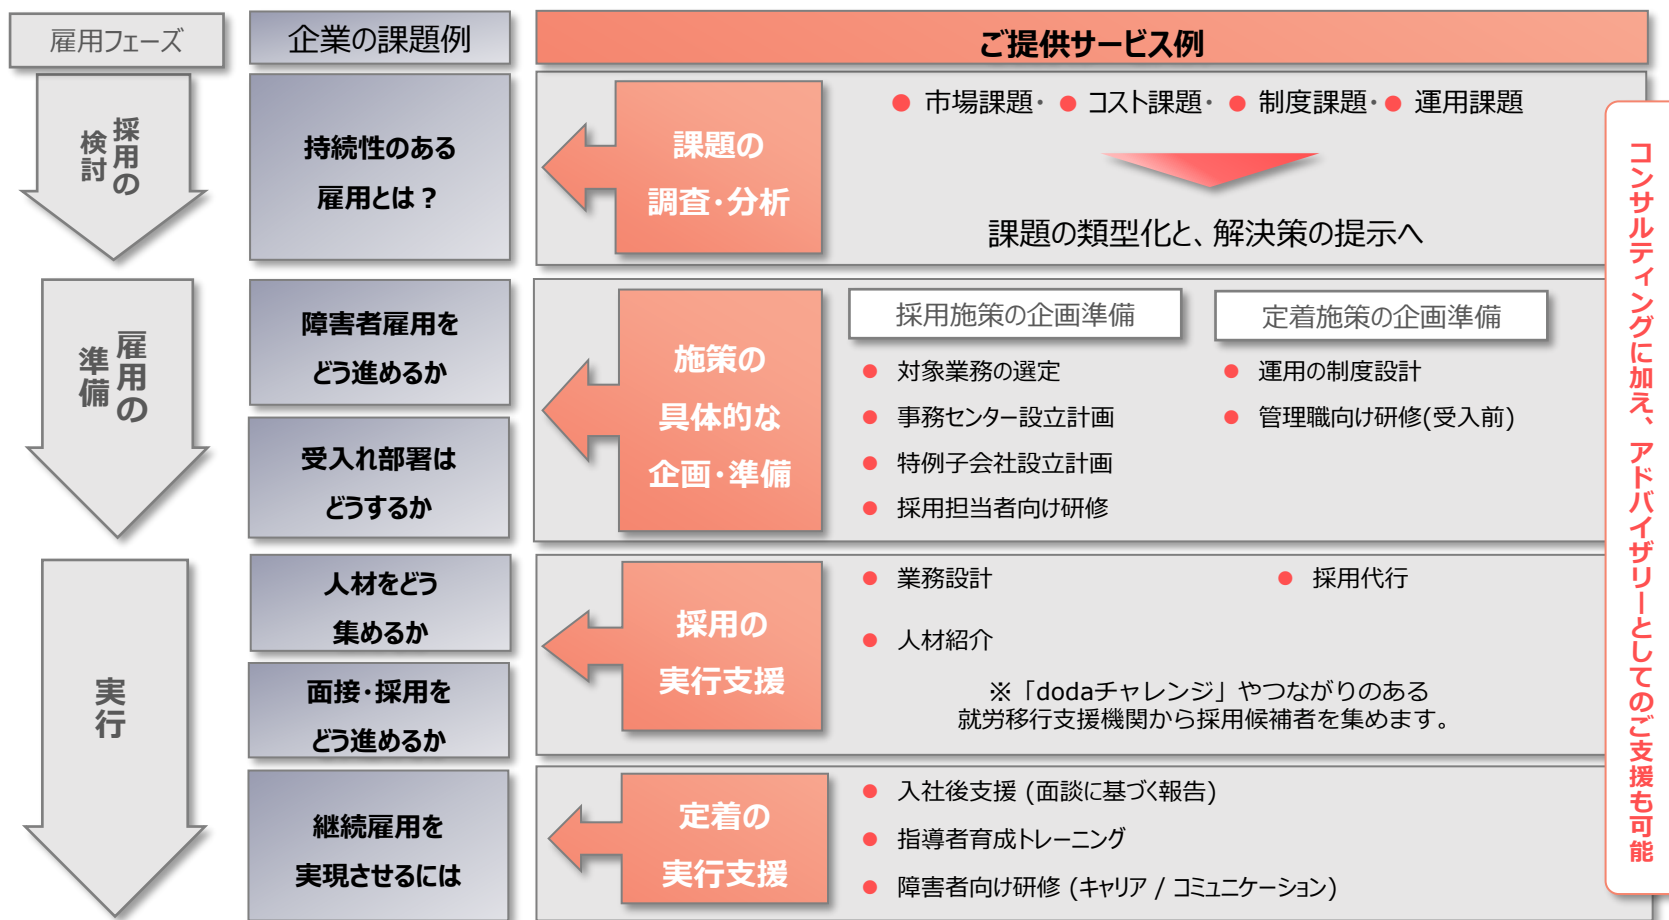 雇用フェーズ
企業の課題例
ご提供サービス例
採用の
検討
持続性のある
雇用とは？
課題の
調査・分析
● 市場課題・ ● コスト課題・ ● 制度課題・ ● 運用課題
課題の類型化と、解決策の提示へ
雇用の
準備
障害者雇用を
どう進めるか
受入れ部署は
どうするか
施策の
具体的な
企画・準備
採用施策の企画準備
● 対象業務の選定
● 事務センター設立計画
● 特例子会社設立計画
● 採用担当者向け研修
定着施策の企画準備
● 運用の制度設計
● 管理職向け研修(受入前)
実行
人材をどう
集めるか
面接・採用を
どう進めるか
採用の
実行支援
● 業務設計
● 採用代行
● 人材紹介
※「dodaチャレンジ」やつながりのある
就労移行支援機関から採用候補者を集めます。
継続雇用を
実現させるには
定着の
実行支援
● 入社後支援 (面談に基づく報告)
● 指導者育成トレーニング
● 障害者向け研修 (キャリア / コミュニケーション)
コンサルティングに加え、アドバイザリーとしてのご支援も可能